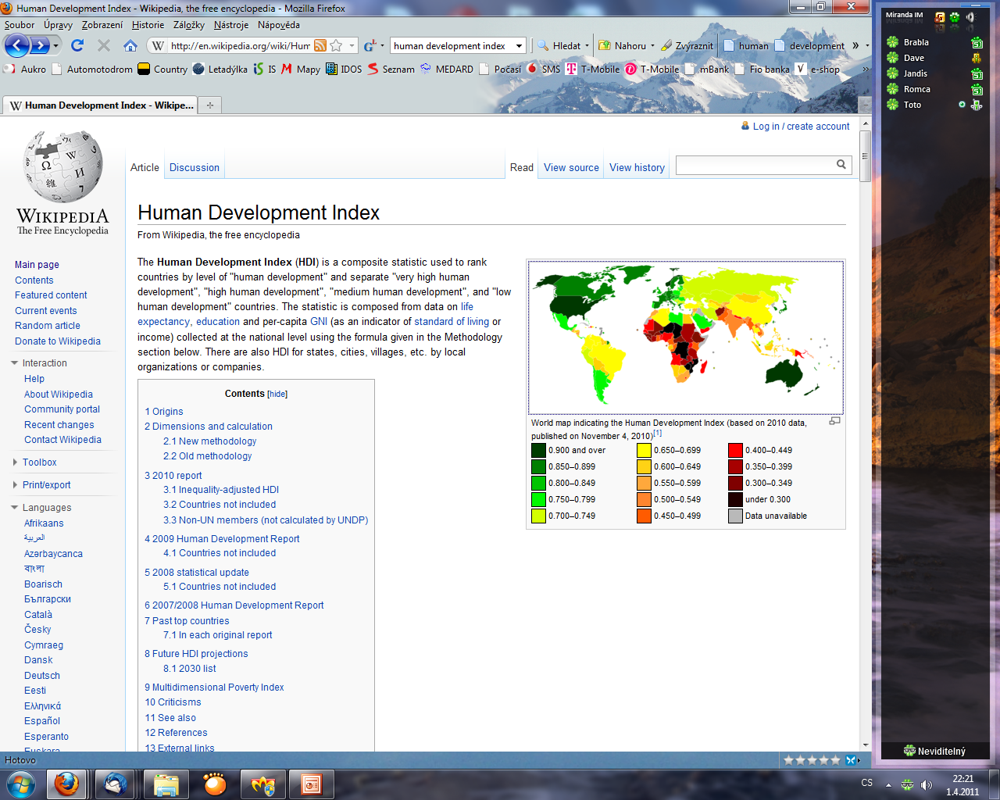 Human Development Index - Wikipedia, the free encyclopedia - Mozilla Firefox
Soubor Úpravy Zobrazení Historie Záložky Nástroje Nápověda
http://en.wikipedia.org/wiki/Hum
human development index
Hledat
Nahoru
Zvýraznit
human
development
Aukro
Automotodrom
Country
Letadýlka
IS
Mapy
IDOS
Seznam
MEDARD
Počasí
SMS
T-Mobile
T-Mobile
mBank
Fio banka
e-shop
Human Development Index - Wikipe...
Log in / create account
Article Discussion
Read View source View history
WIKIPEDIA
The Free Encyclopedia
Main page
Contents
Featured content
Current events
Random article
Donate to Wikipedia
Interaction
Help
About Wikipedia
Community portal
Recent changes
Contact Wikipedia
Toolbox
Print/export
Languages
Afrikaans
العربية
Azərbaycanca
বাংলা
Boarisch
Български
Català
Česky
Cymraeg
Dansk
Deutsch
Eesti
Ελληνικά
Español
Esperanto
Euskara
Human Development Index
From Wikipedia, the free encyclopedia
The Human Development Index (HDI) is a composite statistic used to rank
countries by level of "human development" and separate "very high human
development", "high human development", "medium human development", and "low
human development" countries. The statistic is composed from data on life
expectancy, education and per-capita GNI (as an indicator of standard of living or
income) collected at the national level using the formula given in the Methodology
section below. There are also HDI for states, cities, villages, etc. by local
organizations or companies.
Contents [hide]
1 Origins
2 Dimensions and calculation
2.1 New methodology
2.2 Old methodology
3 2010 report
3.1 Inequality-adjusted HDI
3.2 Countries not included
3.3 Non-UN members (not calculated by UNDP)
4 2009 Human Development Report
4.1 Countries not included
5 2008 statistical update
5.1 Countries not included
6 2007/2008 Human Development Report
7 Past top countries
7.1 In each original report
8 Future HDI projections
8.1 2030 list
9 Multidimensional Poverty Index
10 Criticisms
11 See also
12 References
13 External links
World map indicating the Human Development Index (based on 2010 data,
published on November 4, 2010)[1]
0.900 and over 0.650–0.699 0.400–0.449
0.850–0.899 0.600–0.649 0.350–0.399
0.800–0.849 0.550–0.599 0.300–0.349
0.750–0.799 0.500–0.549 under 0.300
0.700–0.749 0.450–0.499 Data unavailable
Miranda IM
Brabla
Dave
Jandis
Romca
Toto
Neviditelný
Hotovo
CS
22:21
1.4.2011